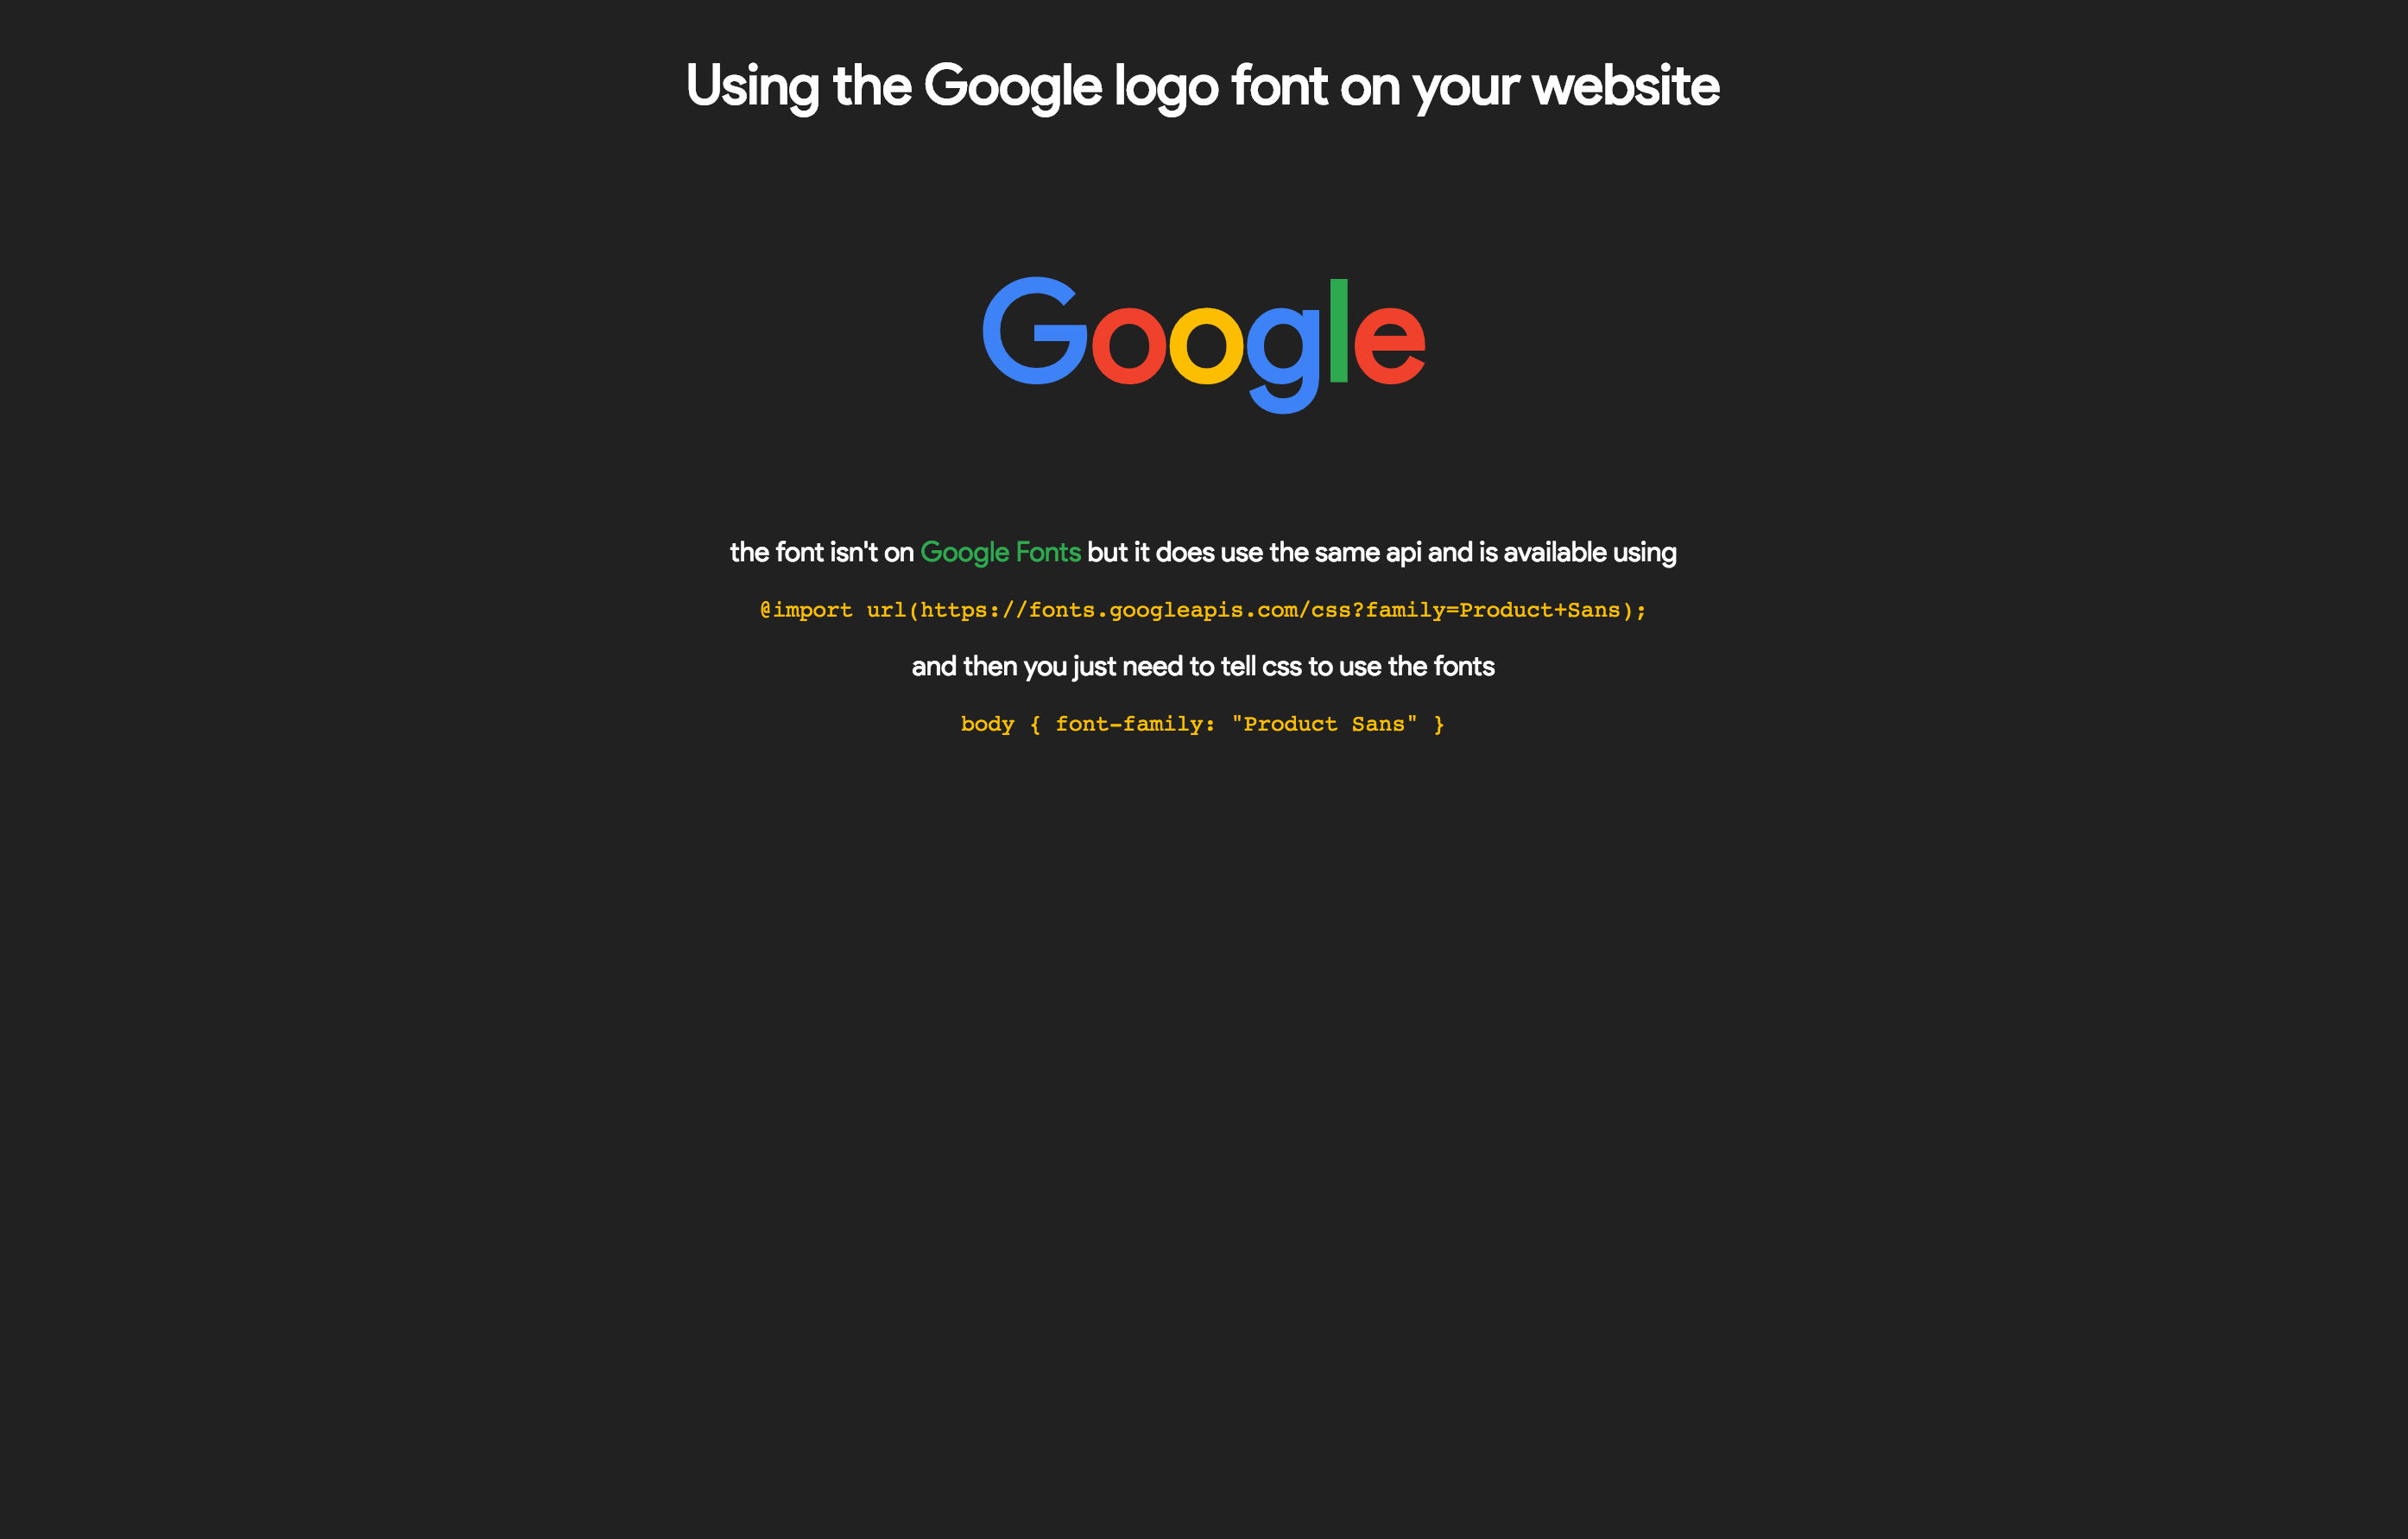 Using the Google logo font on your website
Google
the font isn't on Google Fonts but it does use the same api and is available using
@import url(https://fonts.googleapis.com/css?family=Product+Sans);
and then you just need to tell css to use the fonts
body { font-family: "Product Sans" }